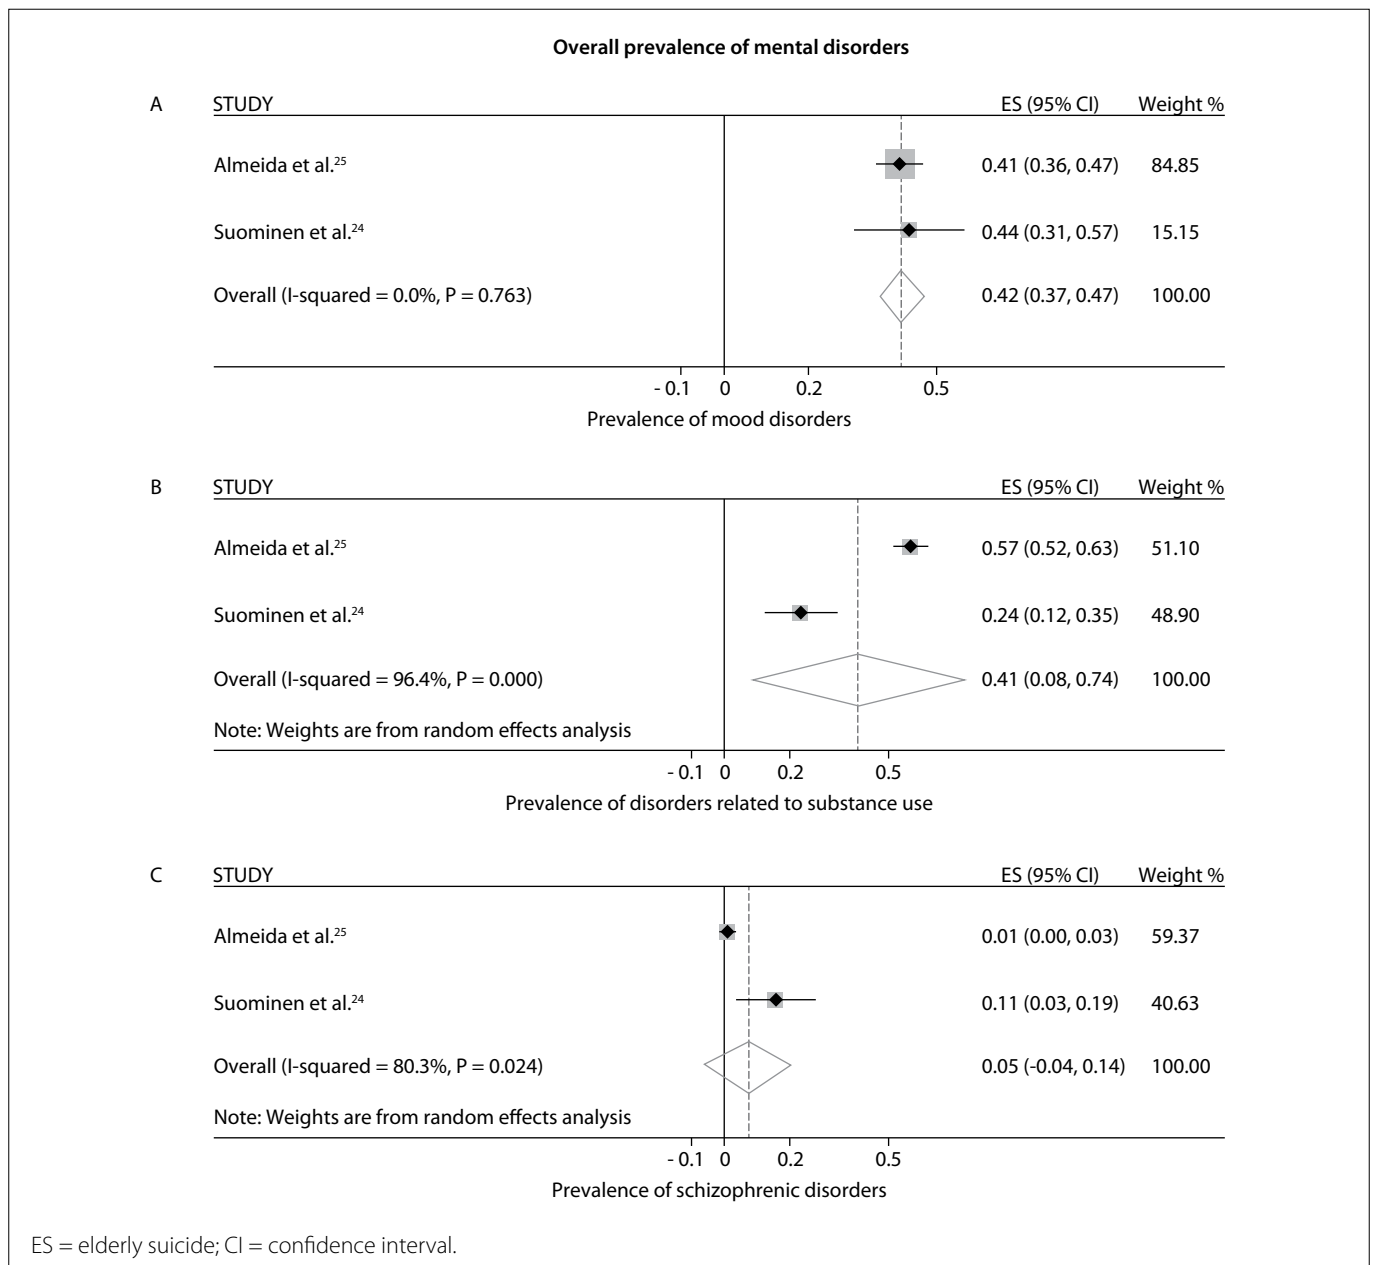 Overall prevalence of mental disorders
A STUDY ES (95% CI) Weight %
Almeida et al.25 0.41 (0.36, 0.47) 84.85
Suominen et al.24 0.44 (0.31, 0.57) 15.15
Overall (I-squared = 0.0%, P = 0.763) 0.42 (0.37, 0.47) 100.00
- 0.1 0 0.2 0.5
Prevalence of mood disorders
B STUDY ES (95% CI) Weight %
Almeida et al.25 0.57 (0.52, 0.63) 51.10
Suominen et al.24 0.24 (0.12, 0.35) 48.90
Overall (I-squared = 96.4%, P = 0.000) 0.41 (0.08, 0.74) 100.00
Note: Weights are from random effects analysis
- 0.1 0 0.2 0.5
Prevalence of disorders related to substance use
C STUDY ES (95% CI) Weight %
Almeida et al.25 0.01 (0.00, 0.03) 59.37
Suominen et al.24 0.11 (0.03, 0.19) 40.63
Overall (I-squared = 80.3%, P = 0.024) 0.05 (-0.04, 0.14) 100.00
Note: Weights are from random effects analysis
- 0.1 0 0.2 0.5
Prevalence of schizophrenic disorders
ES = elderly suicide; CI = confidence interval.